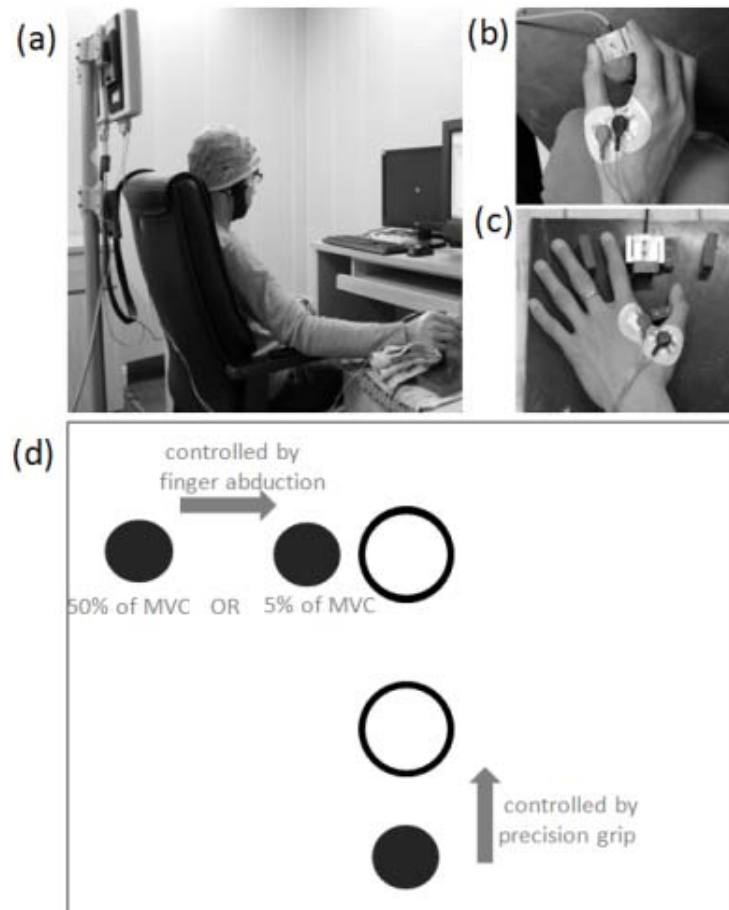 (a)
(b)
(c)
(d)
controlled by
finger abduction
50% of MVC OR 5% of MVC
controlled by
precision grip